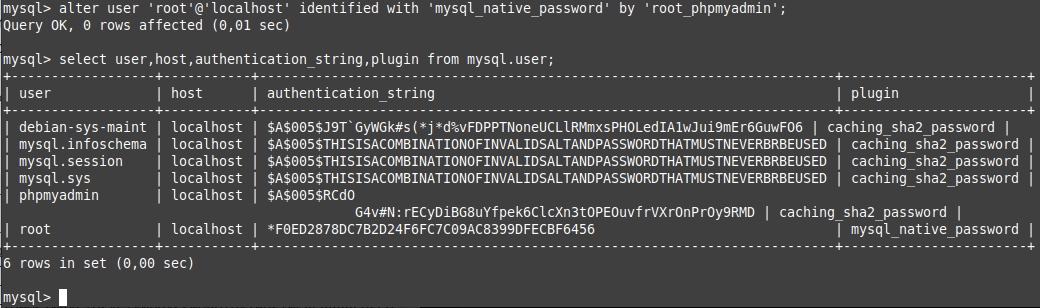 mysql> alter user 'root'@'localhost' identified with 'mysql_native_password' by 'root_phpmyadmin';
Query OK, 0 rows affected (0,01 sec)
mysql> select user,host,authentication_string,plugin from mysql.user;
+------------------+-----------+------------------------------------------------------------------------+-----------------------+
| user             | host      | authentication_string                                                  | plugin                |
+------------------+-----------+------------------------------------------------------------------------+-----------------------+
| debian-sys-maint | localhost | $A$005$J9T`GyWGk#s(*j*d%vFDPPTNoneUCLlRMmxsPHOLedIA1wJui9mEr6GuwFO6 | caching_sha2_password |
| mysql.infoschema | localhost | $A$005$THISISACOMBINATIONOFINVALIDSALTANDPASSWORDTHATMUSTNEVERBRBEUSED | caching_sha2_password |
| mysql.session    | localhost | $A$005$THISISACOMBINATIONOFINVALIDSALTANDPASSWORDTHATMUSTNEVERBRBEUSED | caching_sha2_password |
| mysql.sys        | localhost | $A$005$THISISACOMBINATIONOFINVALIDSALTANDPASSWORDTHATMUSTNEVERBRBEUSED | caching_sha2_password |
| phpmyadmin       | localhost | $A$005$RCdO
G4v#N:rECyDiBG8uYfpek6ClcXn3tOPEOuvfrVXrOnPrOy9RMD | caching_sha2_password |
| root             | localhost | *F0ED2878DC7B2D24F6FC7C09AC8399DFECBF6456                              | mysql_native_password |
+------------------+-----------+------------------------------------------------------------------------+-----------------------+
6 rows in set (0,00 sec)
mysql>